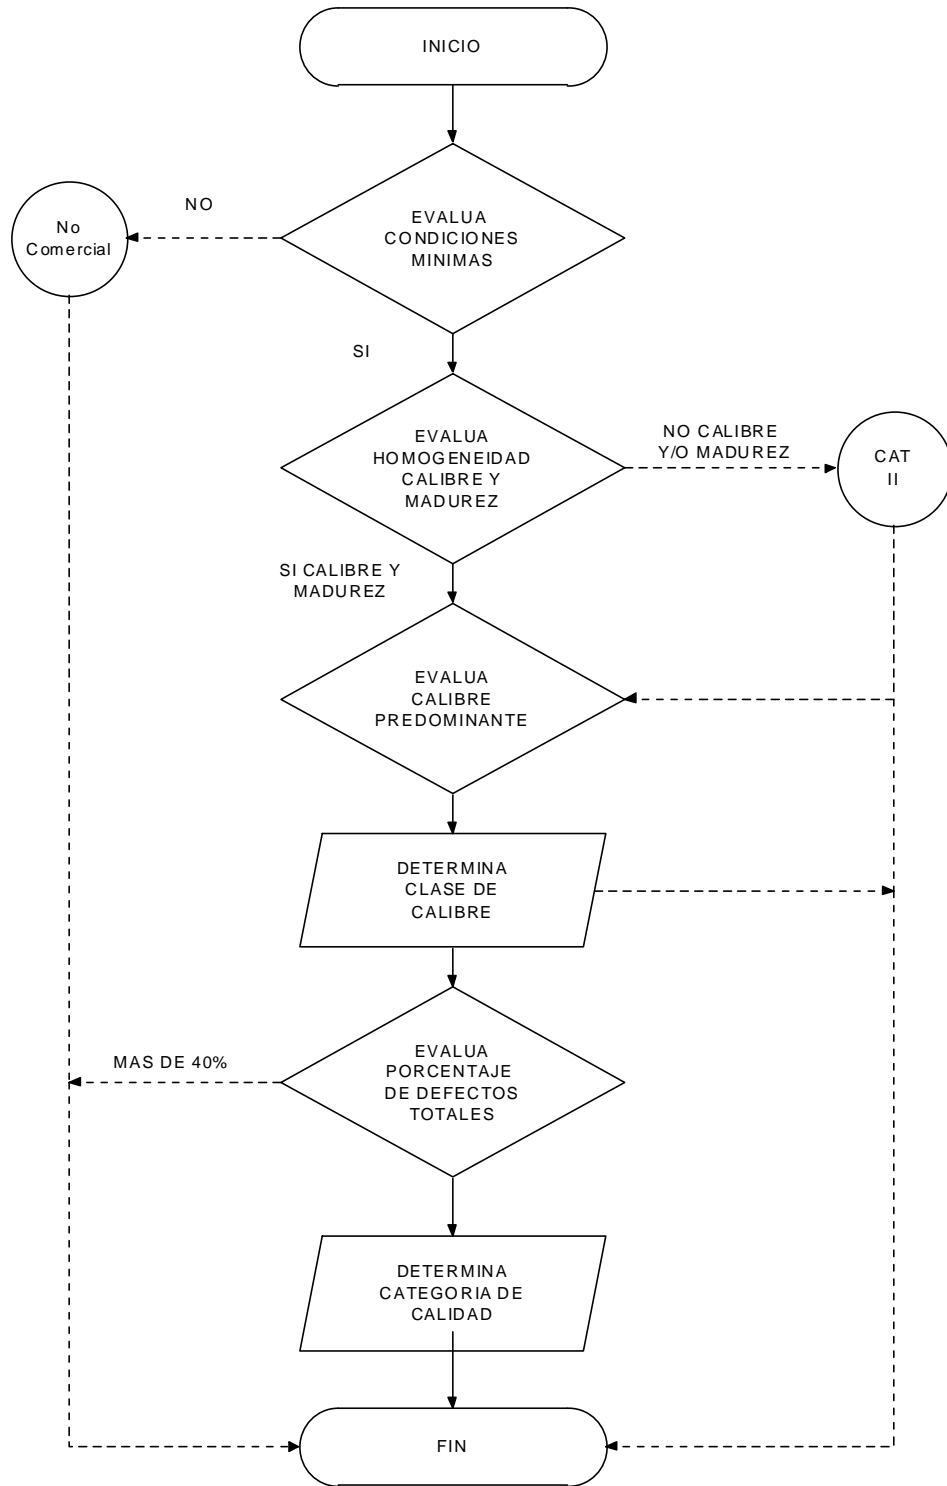 INICIO
NO
No
Comercial
EVALUA
CONDICIONES
MINIMAS
SI
EVALUA
HOMOGENEIDAD
CALIBRE Y
MADUREZ
NO CALIBRE
Y/O MADUREZ
CAT
II
SI CALIBRE Y
MADUREZ
EVALUA
CALIBRE
PREDOMINANTE
DETERMINA
CLASE DE
CALIBRE
MAS DE 40%
EVALUA
PORCENTAJE
DE DEFECTOS
TOTALES
DETERMINA
CATEGORIA DE
CALIDAD
FIN